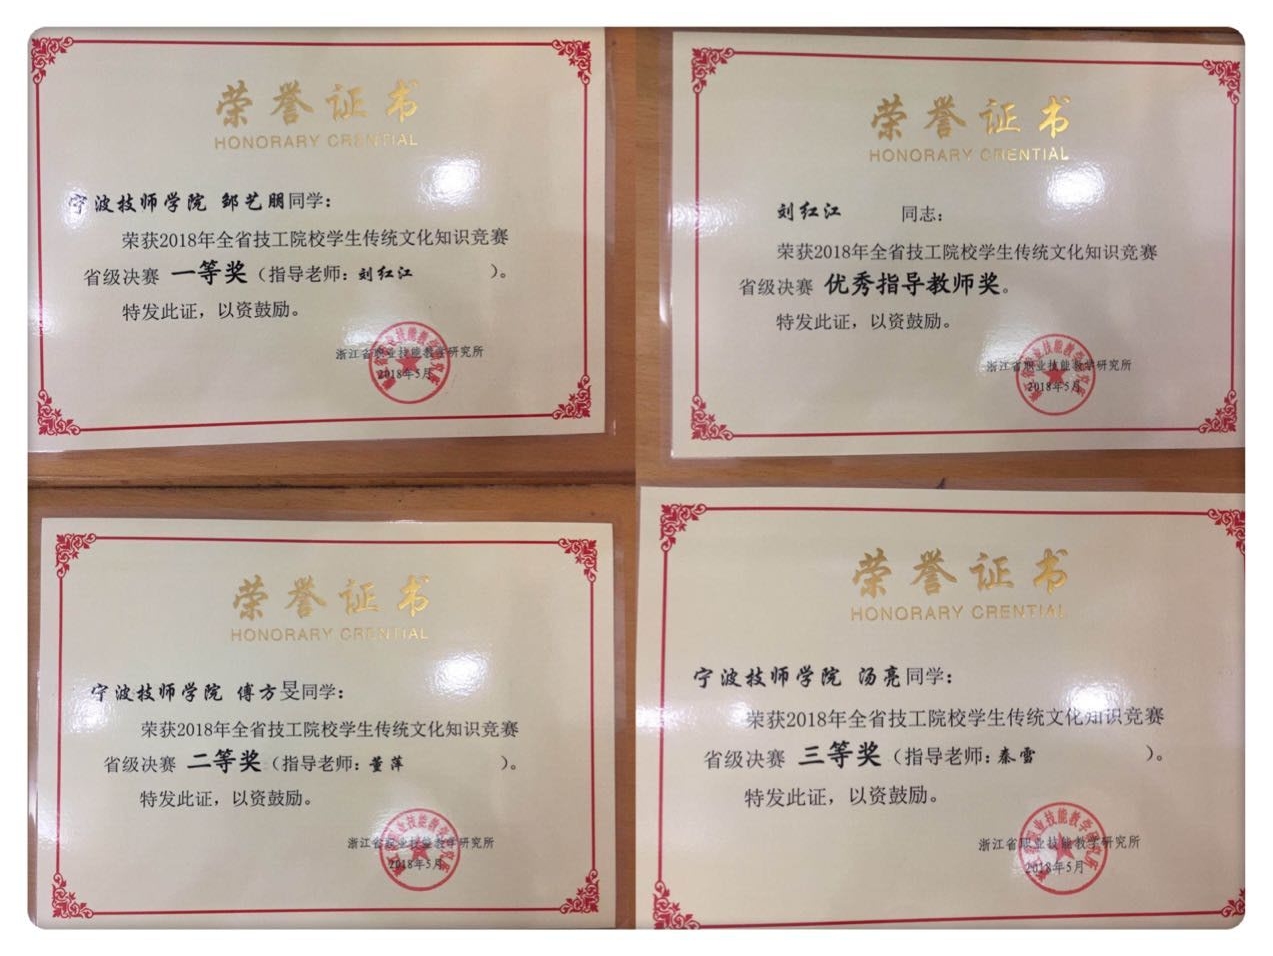 荣誉证书
HONORARY CRENTIAL
宁波技师学院 邹艺朋同学：
荣获2018年全省技工院校学生传统文化知识竞赛
省级决赛 一等奖（指导老师：刘红江 ）。
特发此证，以资鼓励。
浙江省职业技能教学研究所
2018年5月
荣誉证书
HONORARY CRENTIAL
刘红江 同志：
荣获2018年全省技工院校学生传统文化知识竞赛
省级决赛 优秀指导教师奖。
特发此证，以资鼓励。
浙江省职业技能教学研究所
2018年5月
荣誉证书
HONORARY CRENTIAL
宁波技师学院 傅方旻同学：
荣获2018年全省技工院校学生传统文化知识竞赛
省级决赛 二等奖（指导老师：董萍 ）。
特发此证，以资鼓励。
浙江省职业技能教学研究所
2018年5月
荣誉证书
HONORARY CRENTIAL
宁波技师学院 汤亮同学：
荣获2018年全省技工院校学生传统文化知识竞赛
省级决赛 三等奖（指导老师：秦雪 ）。
特发此证，以资鼓励。
浙江省职业技能教学研究所
2018年5月